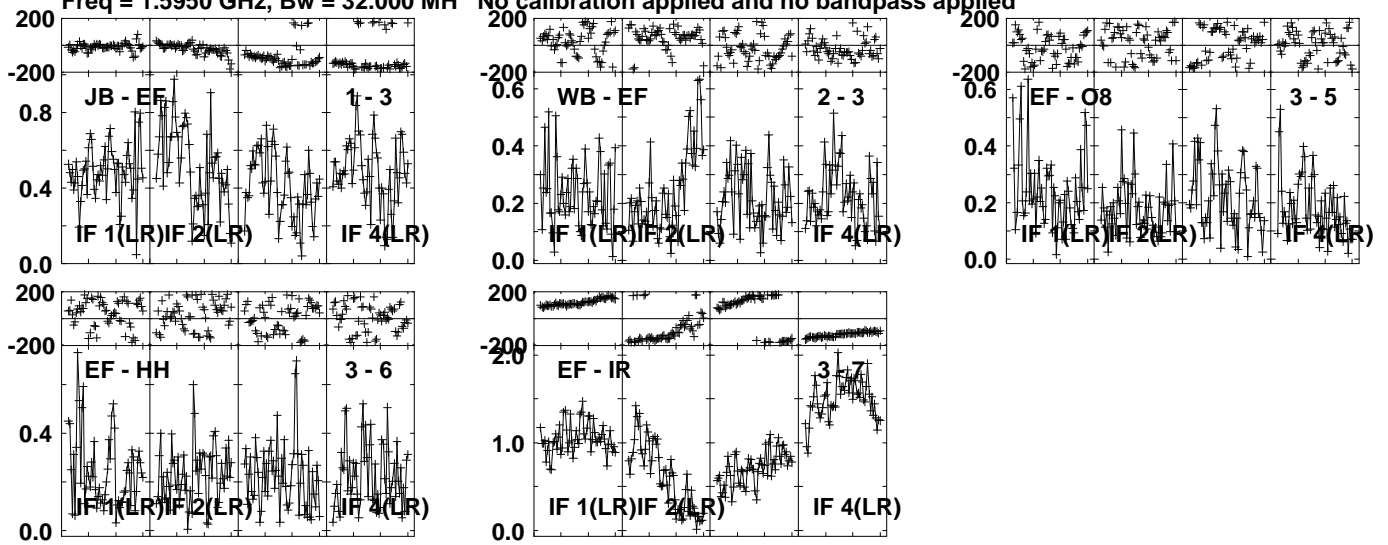 Freq = 1.5950 GHz, Bw = 32.000 MH No calibration applied and no bandpass applied
200
-200
JB - EF
1 - 3
0.8
0.4
0.0
IF 1(LR)
IF 2(LR)
IF 4(LR)
200
-200
WB - EF
2 - 3
0.6
0.4
0.2
0.0
IF 1(LR)
IF 2(LR)
IF 4(LR)
200
-200
EF - O8
3 - 5
0.6
0.4
0.2
0.0
IF 1(LR)
IF 2(LR)
IF 4(LR)
200
-200
EF - HH
3 - 6
0.4
0.0
IF 1(LR)
IF 2(LR)
IF 4(LR)
200
-200
2.0
EF - IR
3 - 7
1.0
0.0
IF 1(LR)
IF 2(LR)
IF 4(LR)